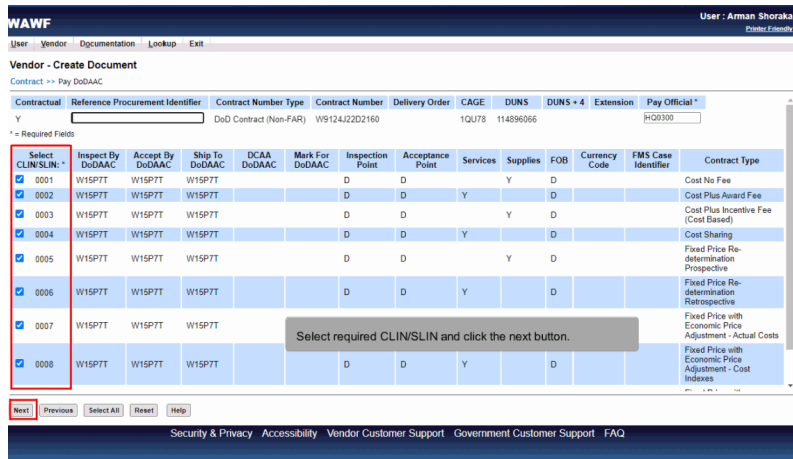 WAWF
User : Arman Shoraka
Printer Friendly
User Vendor Documentation Lookup Exit
Vendor - Create Document
Contract >> Pay DoDAAC
Contractual Reference Procurement Identifier Contract Number Type Contract Number Delivery Order CAGE DUNS DUNS + 4 Extension Pay Official *
Y DoD Contract (Non-FAR) W9124J22D2160 1QU78 114896066 HQ0300
* = Required Fields
Select CLIN/SLIN: * Inspect By DoDAAC Accept By DoDAAC Ship To DoDAAC DCAA DoDAAC Mark For DoDAAC Inspection Point Acceptance Point Services Supplies FOB Currency Code FMS Case Identifier Contract Type
0001 W15P7T W15P7T W15P7T D D Y D Cost No Fee
0002 W15P7T W15P7T W15P7T D D Y D Cost Plus Award Fee
0003 W15P7T W15P7T W15P7T D D Y D Cost Plus Incentive Fee (Cost Based)
0004 W15P7T W15P7T W15P7T D D Y D Cost Sharing
0005 W15P7T W15P7T W15P7T D D Y D Fixed Price Re-determination Prospective
0006 W15P7T W15P7T W15P7T D D Y D Fixed Price Re-determination Retrospective
0007 W15P7T W15P7T W15P7T Fixed Price with Economic Price Adjustment - Actual Costs
Select required CLIN/SLIN and click the next button.
0008 W15P7T W15P7T W15P7T D D Y D Fixed Price with Economic Price Adjustment - Cost Indexes
Next Previous Select All Reset Help
Security & Privacy Accessibility Vendor Customer Support Government Customer Support FAQ